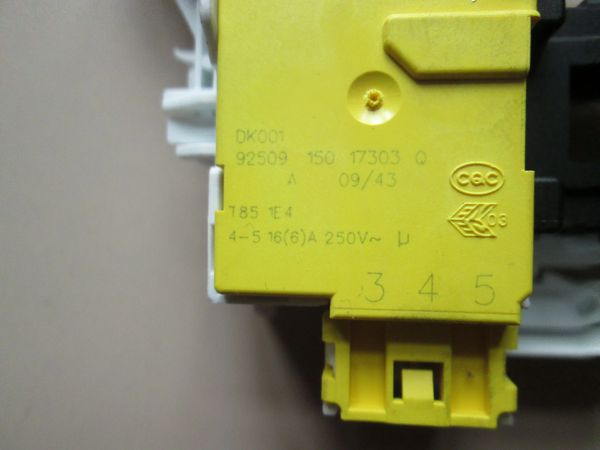 DK001
92509 150 17303 Q
A 09/43
T85 1E4
4-5 16(6)A 250V~ µ
CQC
03
3 4 5